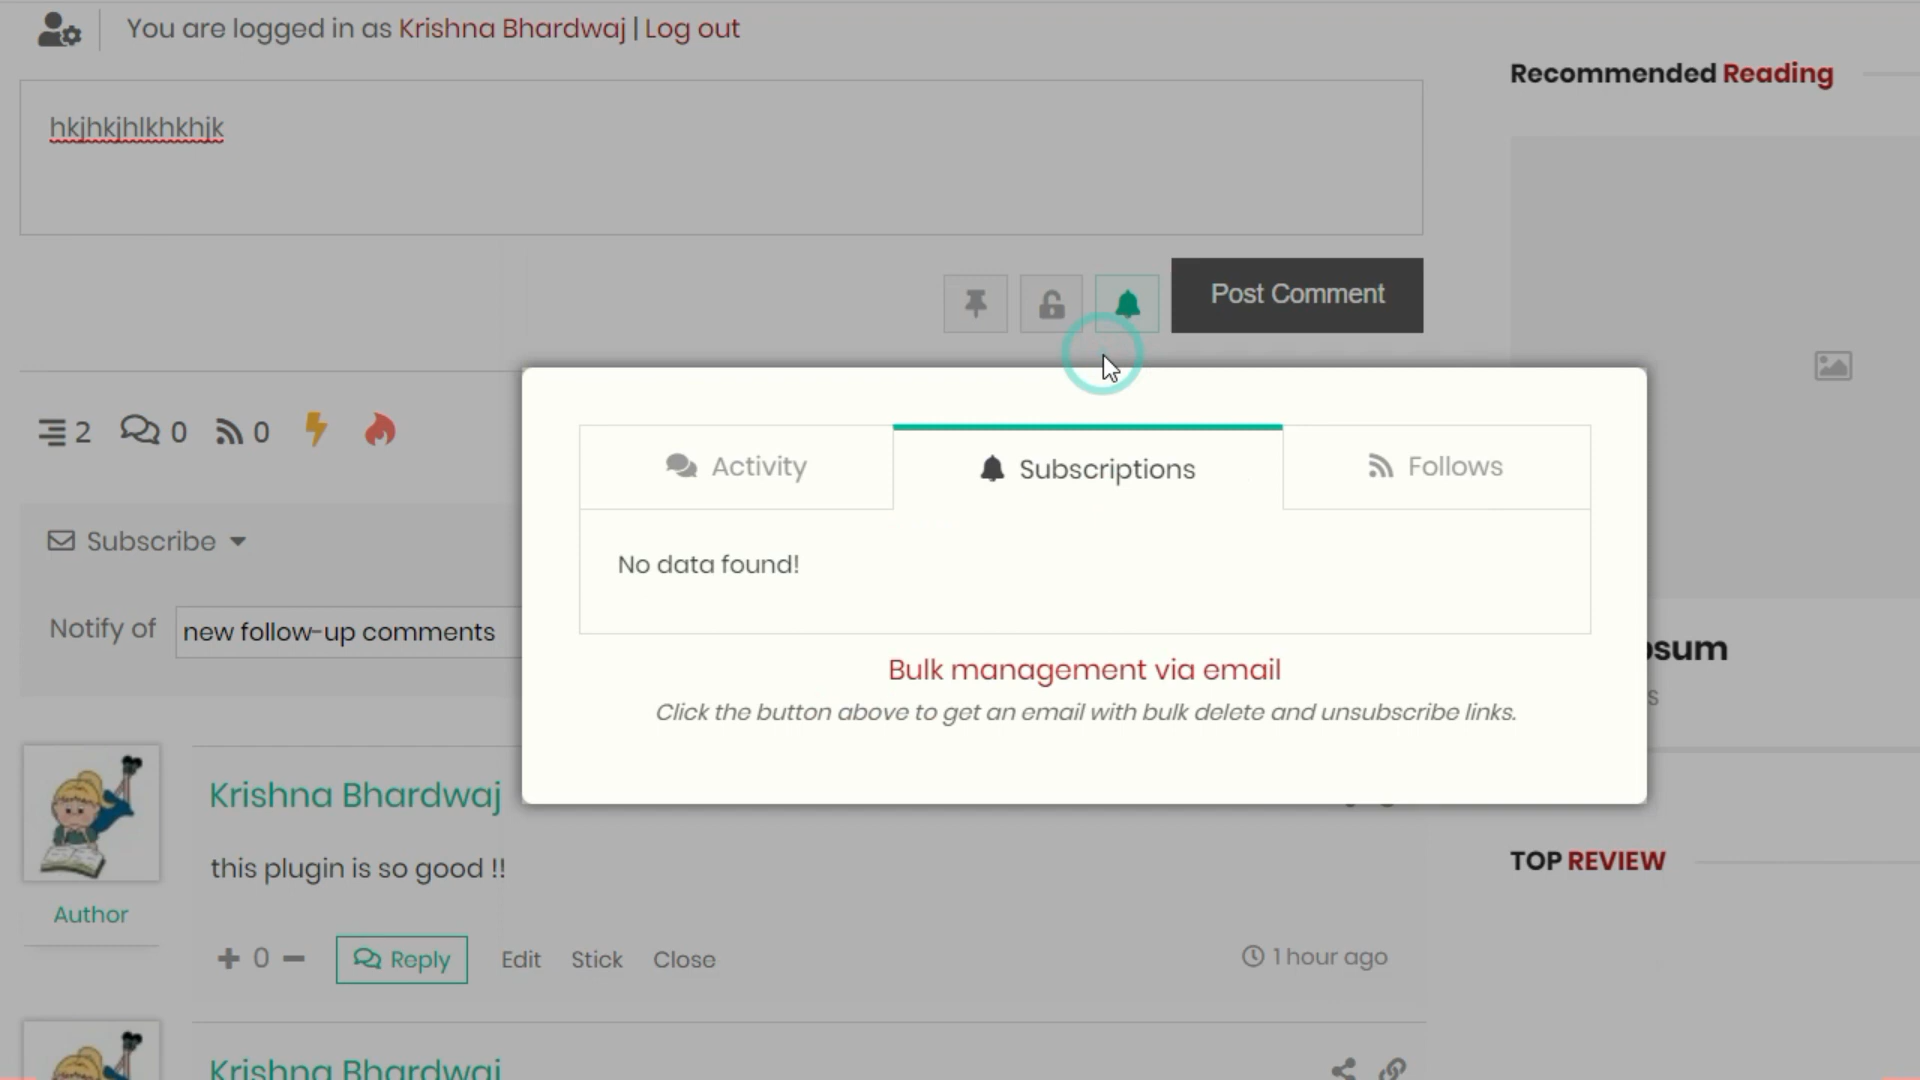 You are logged in as Krishna Bhardwaj | Log out
Recommended Reading
hkjhkjhlkhkhjk
Post Comment
2 0 0
Activity
Subscriptions
Follows
Subscribe
No data found!
Notify of new follow-up comments
Bulk management via email
Click the button above to get an email with bulk delete and unsubscribe links.
Krishna Bhardwaj
this plugin is so good !!
TOP REVIEW
Author
0 Reply Edit Stick Close
1 hour ago
Krishna Bhardwaj